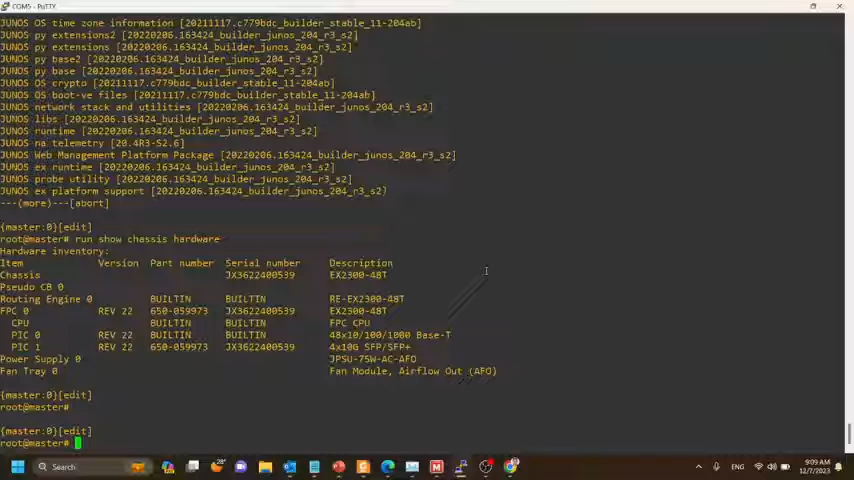 COM5 - PuTTY
JUNOS OS time zone information [20211117.c779bdc_builder_stable_11-204ab]
JUNOS py extensions2 [20220206.163424_builder_junos_204_r3_s2]
JUNOS py extensions [20220206.163424_builder_junos_204_r3_s2]
JUNOS py base2 [20220206.163424_builder_junos_204_r3_s2]
JUNOS py base [20220206.163424_builder_junos_204_r3_s2]
JUNOS OS crypto [20211117.c779bdc_builder_stable_11-204ab]
JUNOS OS boot-ve files [20211117.c779bdc_builder_stable_11-204ab]
JUNOS network stack and utilities [20220206.163424_builder_junos_204_r3_s2]
JUNOS libs [20220206.163424_builder_junos_204_r3_s2]
JUNOS runtime [20220206.163424_builder_junos_204_r3_s2]
JUNOS na telemetry [20.4R3-S2.6]
JUNOS Web Management Platform Package [20220206.163424_builder_junos_204_r3_s2]
JUNOS ex runtime [20220206.163424_builder_junos_204_r3_s2]
JUNOS probe utility [20220206.163424_builder_junos_204_r3_s2]
JUNOS ex platform support [20220206.163424_builder_junos_204_r3_s2]
---(more)---[abort]
{master:0}[edit]
root@master# run show chassis hardware
Hardware inventory:
Item Version Part number Serial number Description
Chassis JX3622400539 EX2300-48T
Pseudo CB 0
Routing Engine 0 BUILTIN BUILTIN RE-EX2300-48T
FPC 0 REV 22 650-059973 JX3622400539 EX2300-48T
CPU BUILTIN BUILTIN FPC CPU
PIC 0 REV 22 BUILTIN BUILTIN 48x10/100/1000 Base-T
PIC 1 REV 22 650-059973 JX3622400539 4x10G SFP/SFP+
Power Supply 0 JPSU-75W-AC-AFO
Fan Tray 0 Fan Module, Airflow Out (AFO)
{master:0}[edit]
root@master#
{master:0}[edit]
root@master#
Search
28°
ENG
9:09 AM
12/7/2023